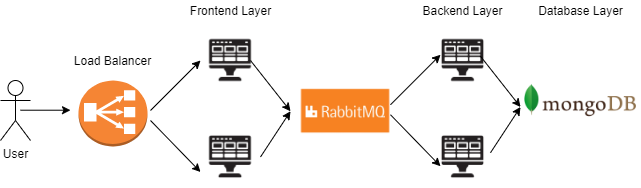 Frontend Layer
Backend Layer
Database Layer
Load Balancer
RabbitMQ
mongoDB
User